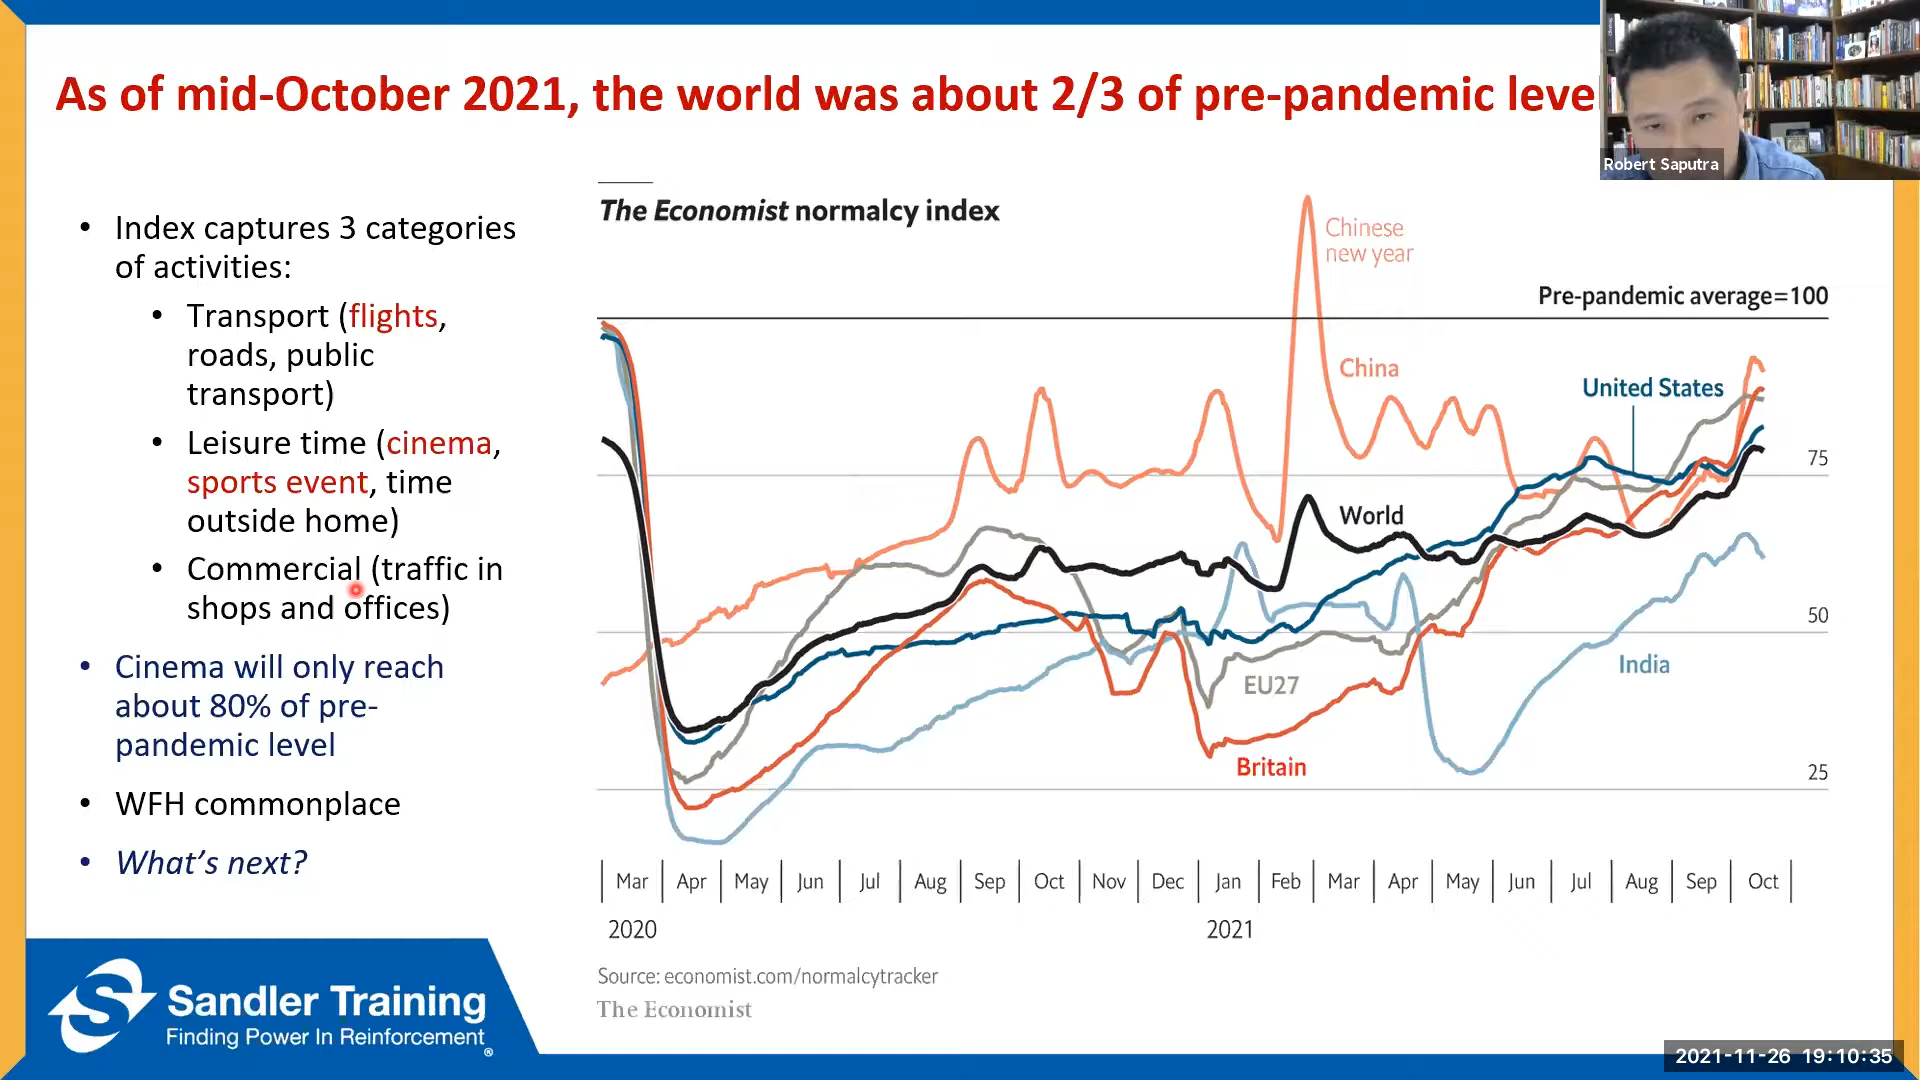 As of mid-October 2021, the world was about 2/3 of pre-pandemic
Robert Saputra
• Index captures 3 categories
of activities:
• Transport (flights,
roads, public
transport)
• Leisure time (cinema,
sports event, time
outside home)
• Commercial (traffic in
shops and offices)
• Cinema will only reach
about 80% of pre-
pandemic level
• WFH commonplace
• What's next?
The Economist normalcy index
Chinese
new year
Pre-pandemic average=100
China
United States
75
World
50
India
EU27
Britain
25
Mar Apr May Jun Jul Aug Sep Oct Nov Dec Jan Feb Mar Apr May Jun Jul Aug Sep Oct
2020 2021
Source: economist.com/normalcytracker
The Economist
Sandler Training
Finding Power In Reinforcement®
2021-11-26 19:10:35